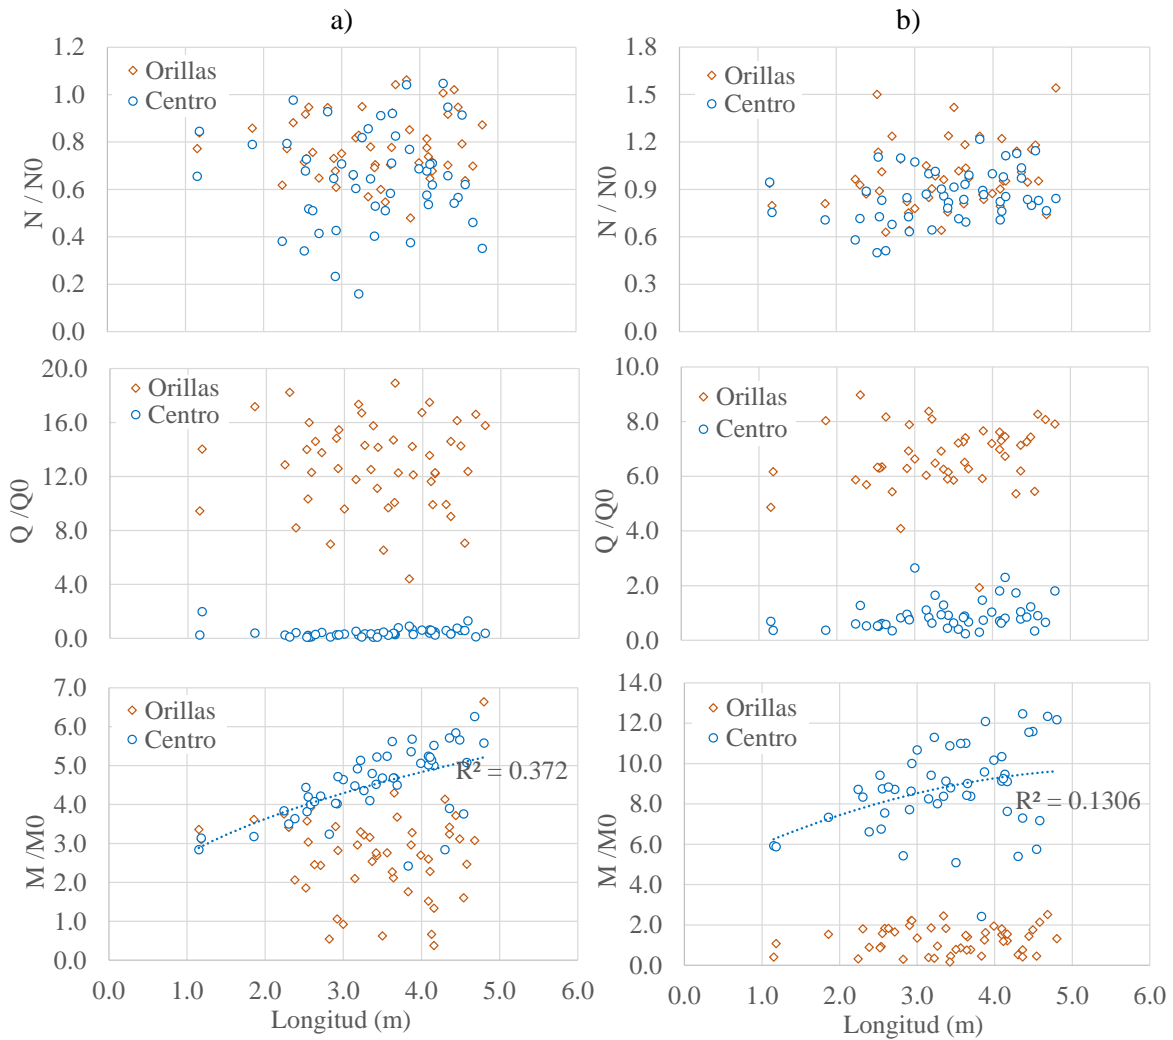 a)
1.2
1.0
0.8
0.6
0.4
0.2
0.0
N / N0
Orillas
Centro
b)
1.8
1.5
1.2
0.9
0.6
0.3
0.0
N / N0
Orillas
Centro
20.0
16.0
12.0
8.0
4.0
0.0
Q /Q0
Orillas
Centro
10.0
8.0
6.0
4.0
2.0
0.0
Q /Q0
Orillas
Centro
7.0
6.0
5.0
4.0
3.0
2.0
1.0
0.0
M /M0
Orillas
Centro
R² = 0.372
0.0 1.0 2.0 3.0 4.0 5.0 6.0
Longitud (m)
14.0
12.0
10.0
8.0
6.0
4.0
2.0
0.0
M /M0
Orillas
Centro
R² = 0.1306
0.0 1.0 2.0 3.0 4.0 5.0 6.0
Longitud (m)